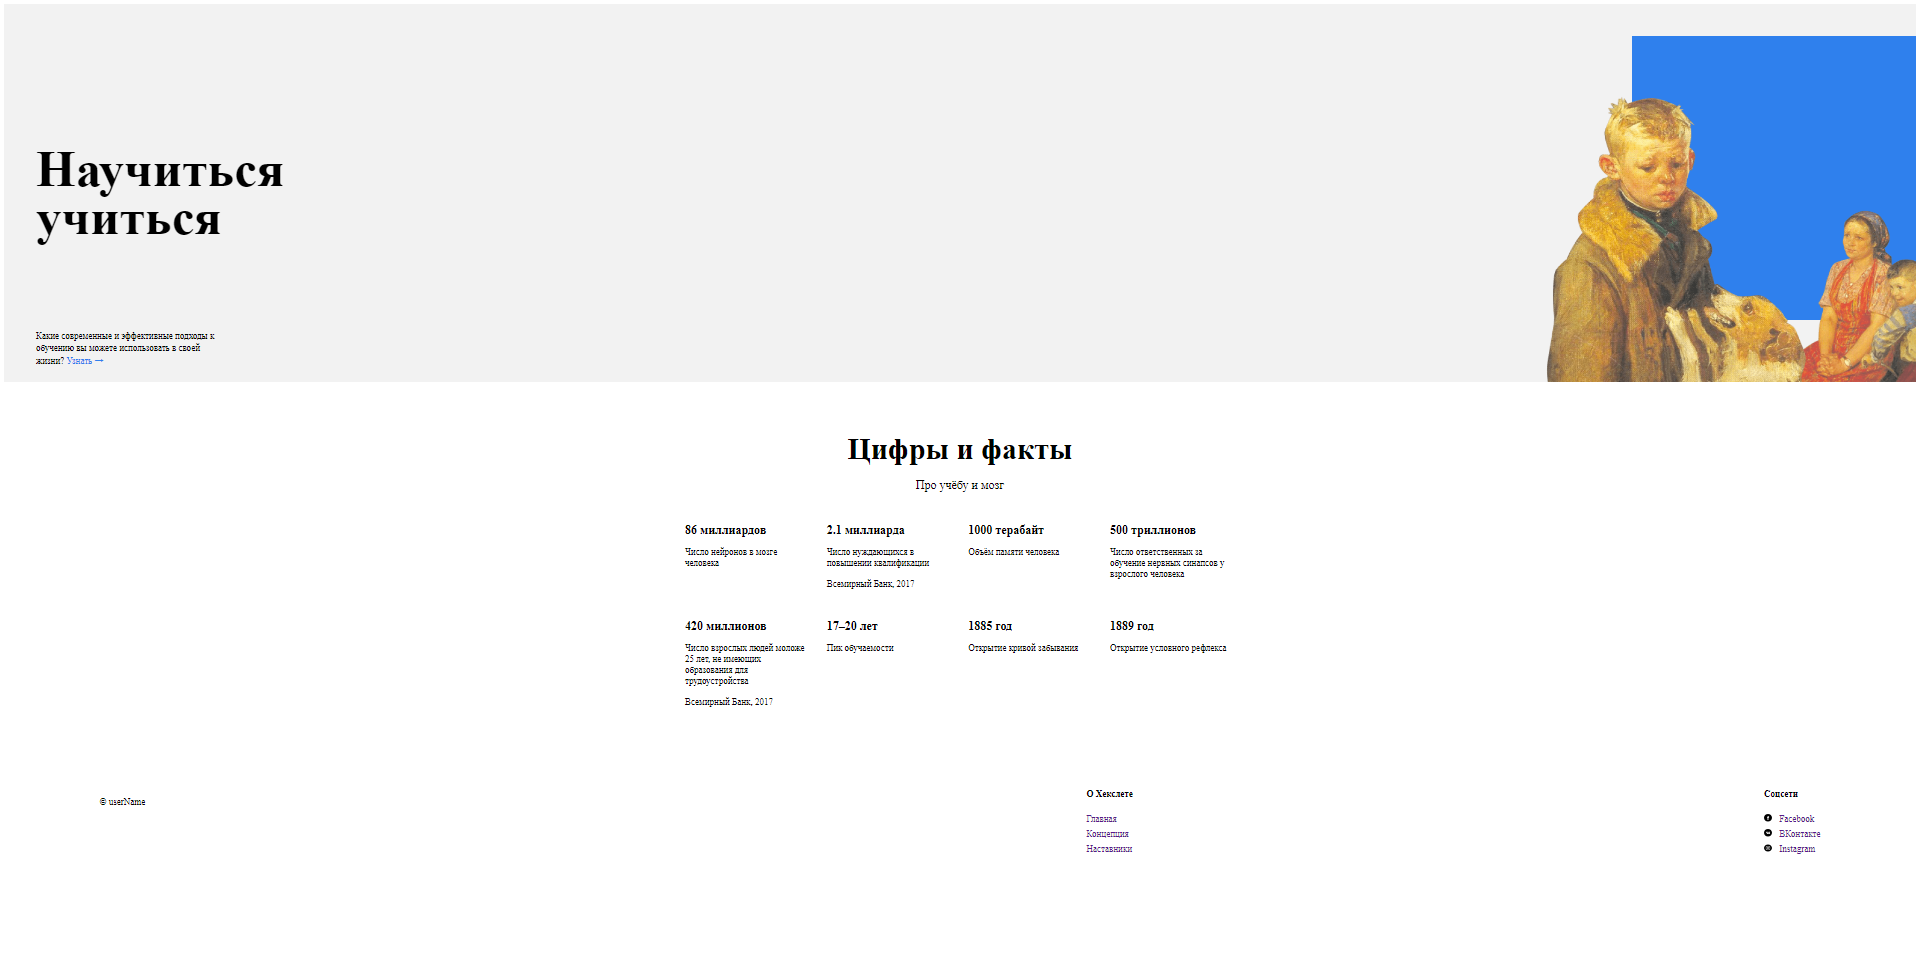 Научиться
учиться
Какие современные и эффективные подходы к
обучению вы можете использовать в своей
жизни? Узнать →
Цифры и факты
Про учёбу и мозг
86 миллиардов
Число нейронов в мозге
человека
2.1 миллиарда
Число нуждающихся в
повышении квалификации
Всемирный Банк, 2017
1000 терабайт
Объём памяти человека
500 триллионов
Число ответственных за
обучение нервных синапсов у
взрослого человека
420 миллионов
Число взрослых людей моложе
25 лет, не имеющих
образования для
трудоустройства
Всемирный Банк, 2017
17–20 лет
Пик обучаемости
1885 год
Открытие кривой забывания
1889 год
Открытие условного рефлекса
© userName
О Хекслете
Главная
Концепция
Наставники
Соцсети
Facebook
ВКонтакте
Instagram